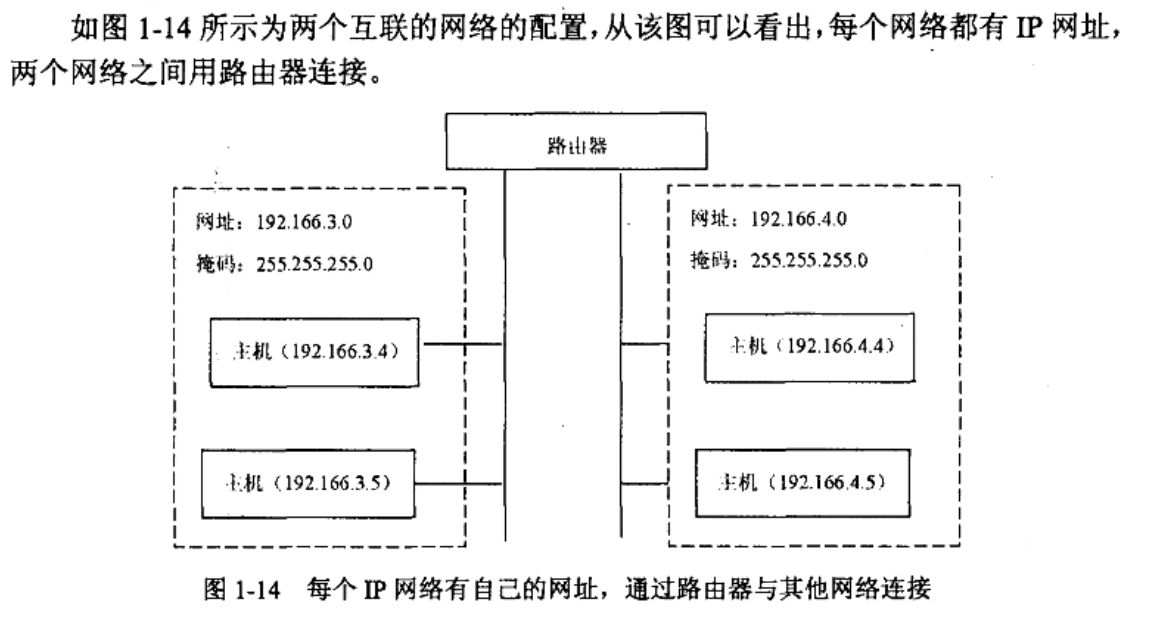 如图 1-14 所示为两个互联的网络的配置,从该图可以看出,每个网络都有 IP 网址,
两个网络之间用路由器连接。
路由器
网址：192.166.3.0
掩码：255.255.255.0
主机（192.166.3.4）
主机（192.166.3.5）
网址：192.166.4.0
掩码：255.255.255.0
主机（192.166.4.4）
主机（192.166.4.5）
图 1-14 每个 IP 网络有自己的网址，通过路由器与其他网络连接